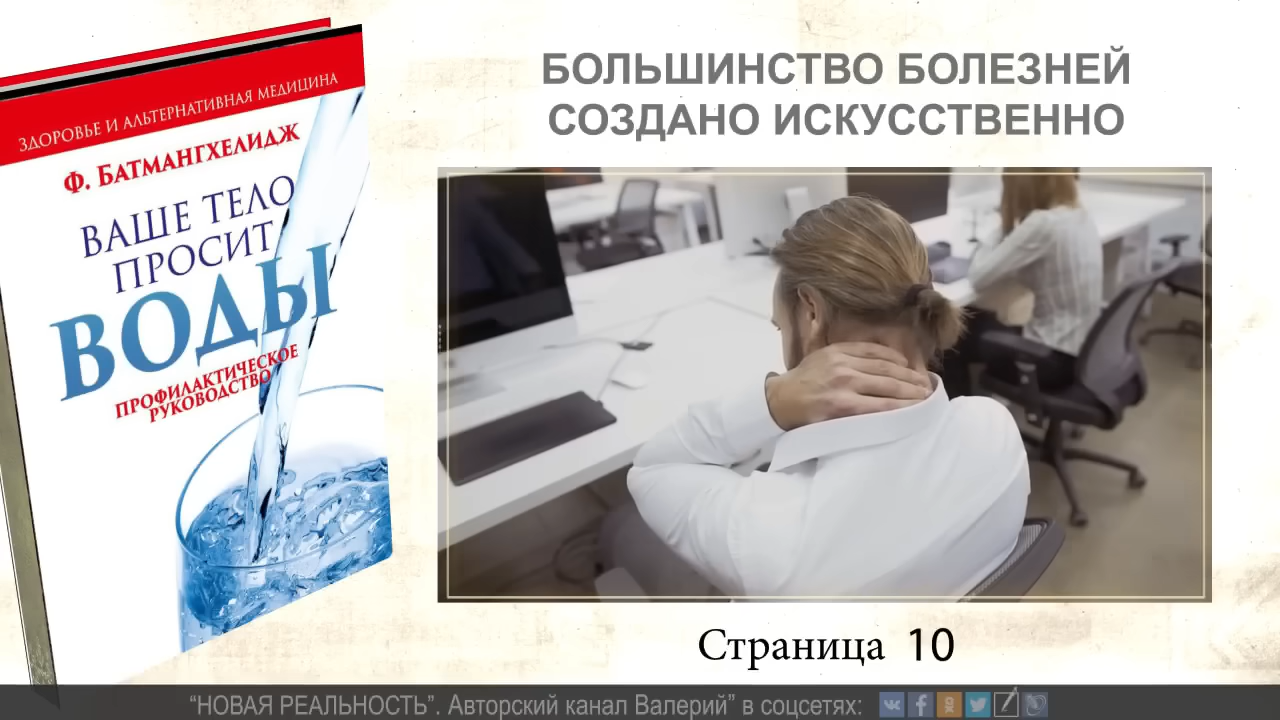 ЗДОРОВЬЕ И АЛЬТЕРНАТИВНАЯ МЕДИЦИНА
Ф. БАТМАНГХЕЛИДЖ
ВАШЕ ТЕЛО
ПРОСИТ
ВОДЫ
ПРОФИЛАКТИЧЕСКОЕ
РУКОВОДСТВО
БОЛЬШИНСТВО БОЛЕЗНЕЙ
СОЗДАНО ИСКУССТВЕННО
Страница 10
“НОВАЯ РЕАЛЬНОСТЬ”. Авторский канал Валерий” в соцсетях: